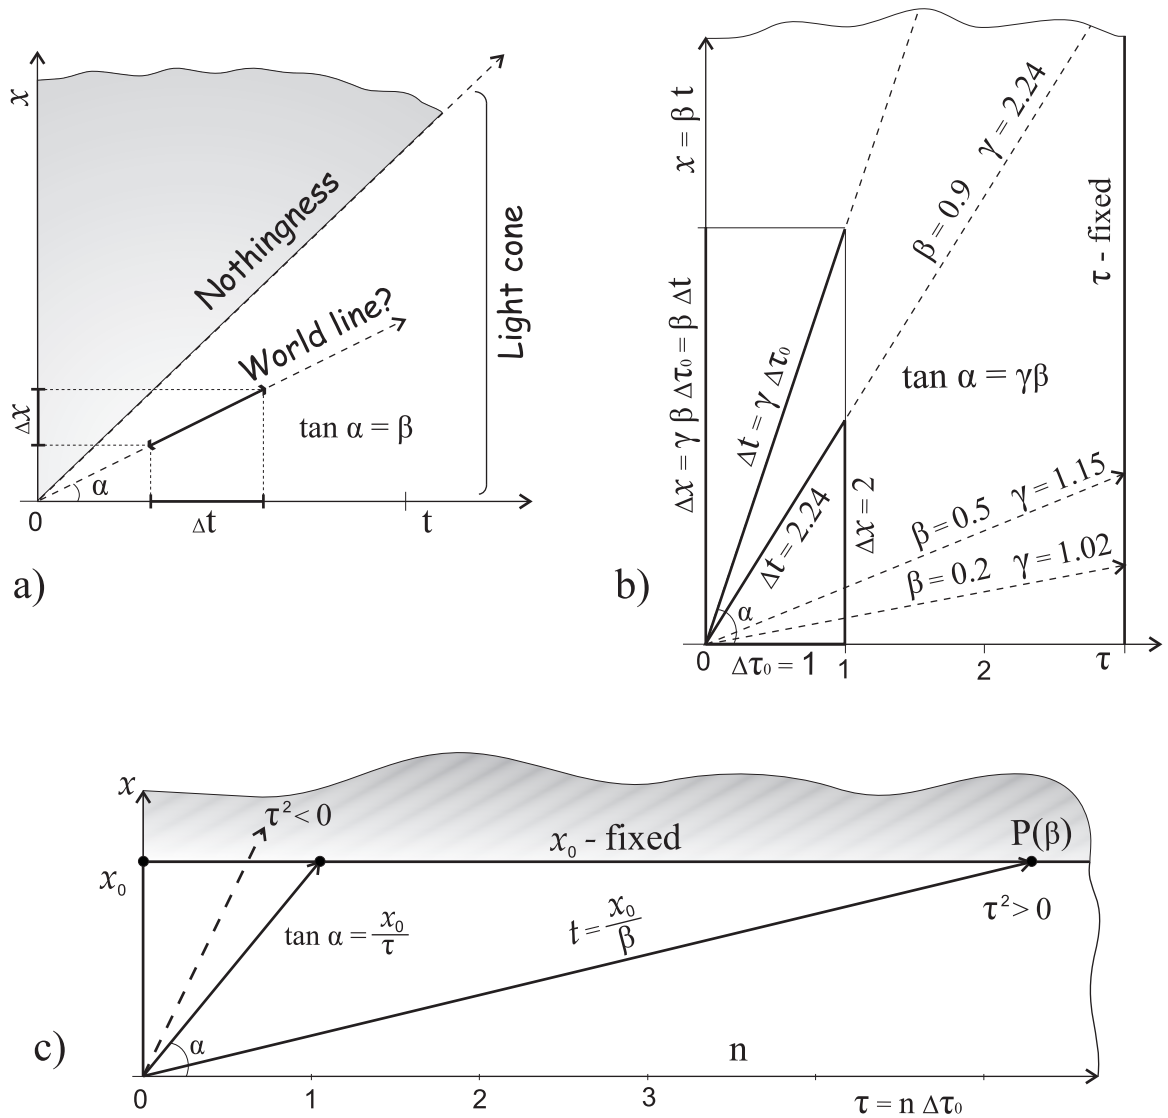 x
Nothingness
Light cone
World line?
Δx
tan α = β
α
0
Δt
t
a)
x = β t
β = 0.9 γ = 2.24
τ - fixed
Δx = γ β Δτ₀ = β Δt
Δt = γ Δτ₀
tan α = γβ
Δt = 2.24
Δx = 2
β = 0.5 γ = 1.15
β = 0.2 γ = 1.02
α
0
Δτ₀ = 1
1
2
τ
b)
x
τ² < 0
x₀ - fixed
P(β)
x₀
τ² > 0
tan α = x₀/τ
t = x₀/β
α
n
c)
0
1
2
3
τ = n Δτ₀